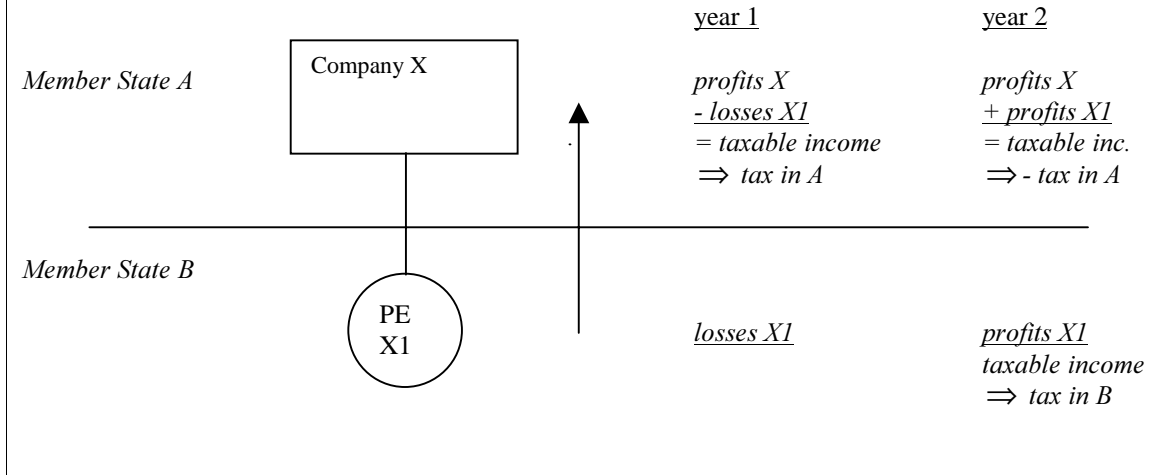 year 1
year 2
Member State A
Company X
profits X
- losses X1
= taxable income
⇒ tax in A
profits X
+ profits X1
= taxable inc.
⇒ - tax in A
Member State B
PE
X1
losses X1
profits X1
taxable income
⇒ tax in B